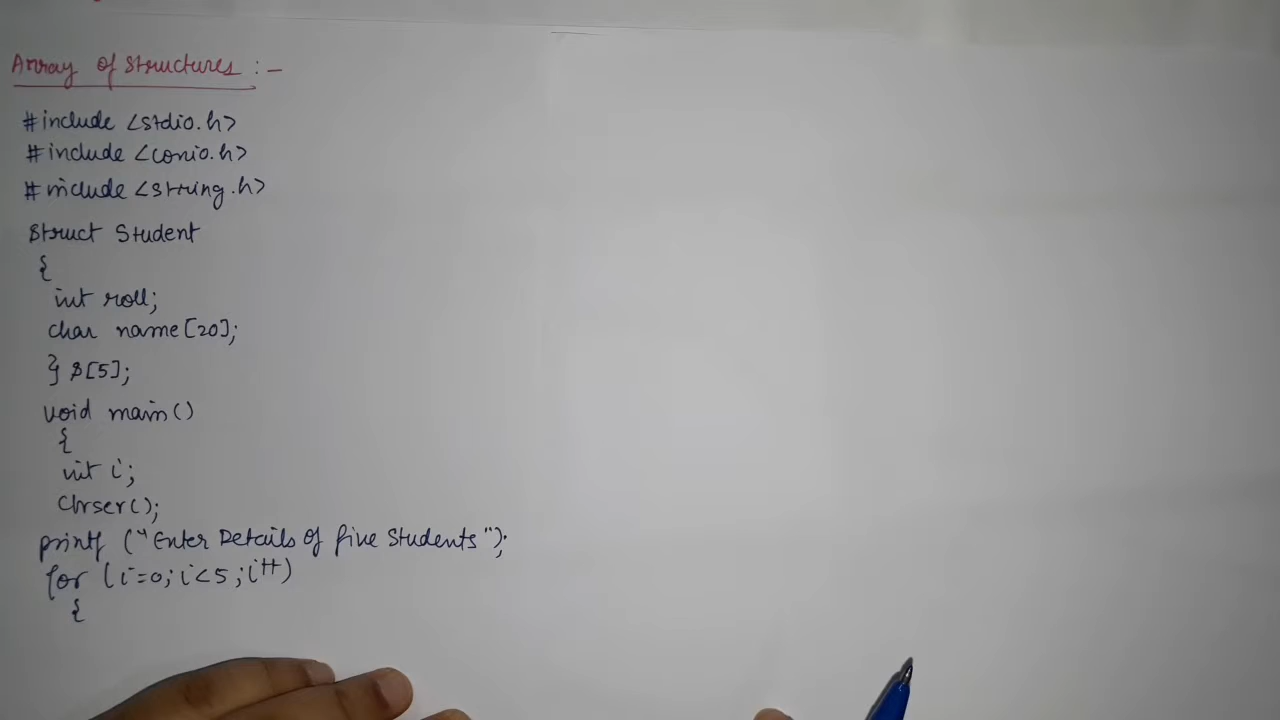 Array of structures :-
#include <stdio.h>
#include <conio.h>
#include <string.h>
Struct Student
{
int roll;
char name[20];
} S[5];
void main()
{
int i;
Clrscr();
printf ("Enter Details of five Students");
for (i=0; i<5; i++)
{